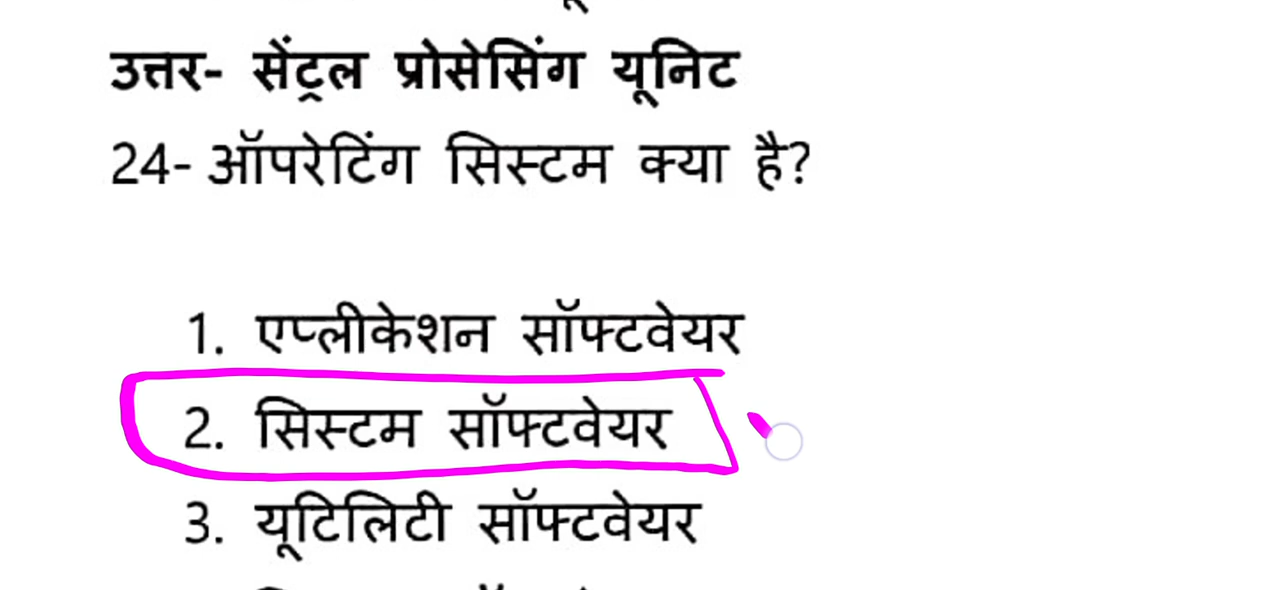 उत्तर- सेंट्रल प्रोसेसिंग यूनिट
24- ऑपरेटिंग सिस्टम क्या है?
1. एप्लीकेशन सॉफ्टवेयर
2. सिस्टम सॉफ्टवेयर
3. यूटिलिटी सॉफ्टवेयर